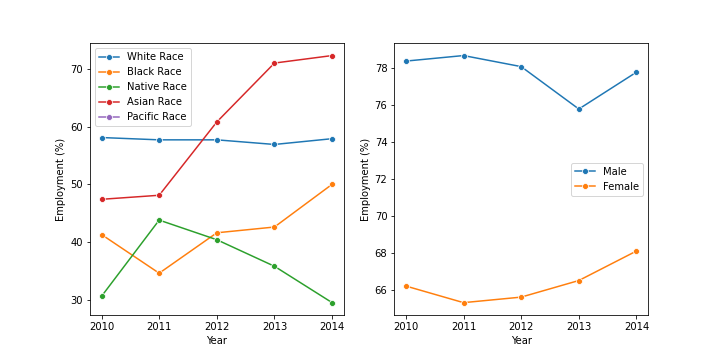 White Race
Black Race
Native Race
Asian Race
Pacific Race
70
60
50
40
30
Employment (%)
2010 2011 2012 2013 2014
Year
Male
Female
78
76
74
72
70
68
66
Employment (%)
2010 2011 2012 2013 2014
Year